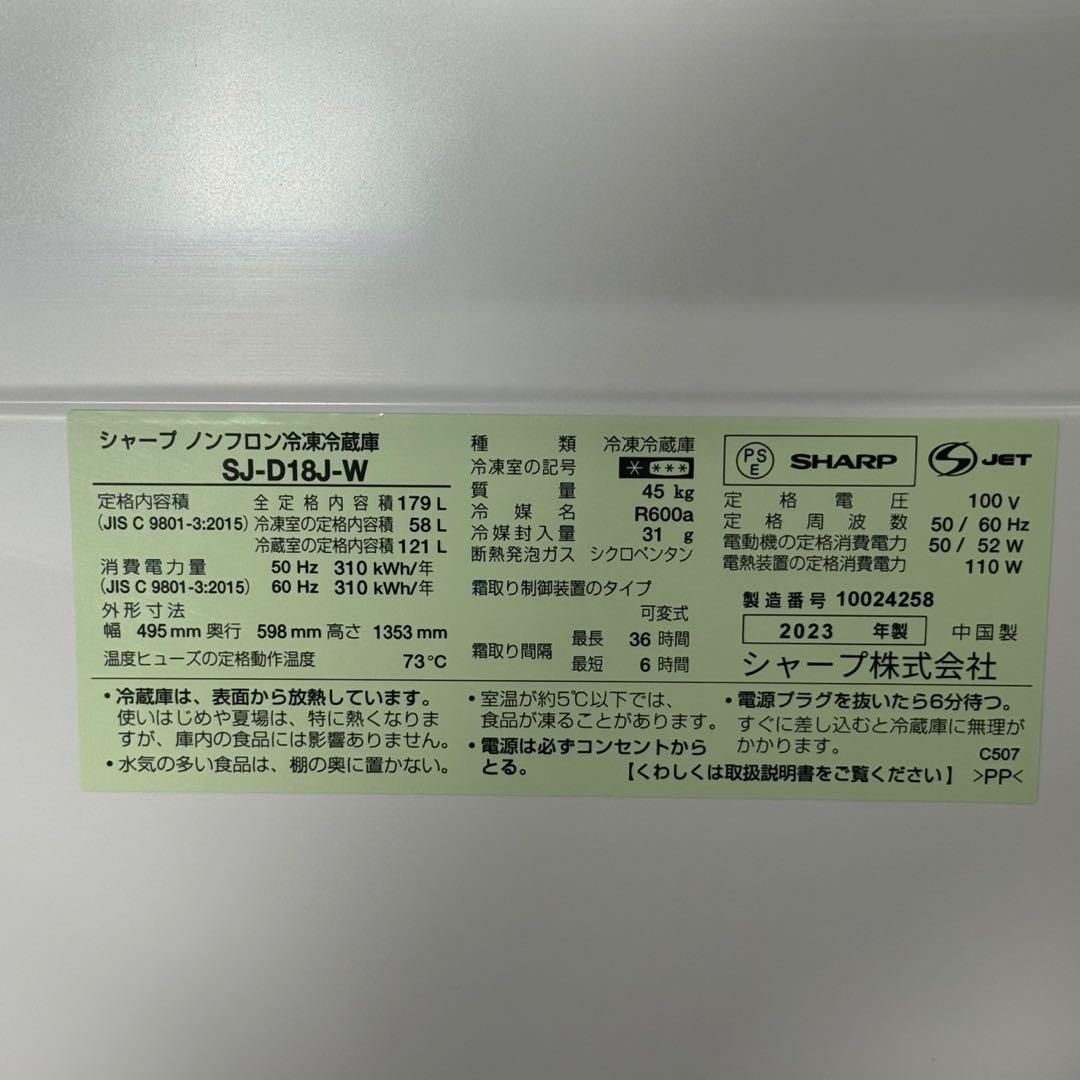 シャープ ノンフロン冷凍冷蔵庫
SJ-D18J-W
定格内容積 全定格内容積 179 L
(JIS C 9801-3:2015) 冷凍室の定格内容積 58 L
冷蔵室の定格内容積 121 L
消費電力量 50 Hz 310 kWh/年
(JIS C 9801-3:2015) 60 Hz 310 kWh/年
外形寸法
幅 495 mm 奥行 598 mm 高さ 1353 mm
温度ヒューズの定格動作温度 73℃
種類 冷凍冷蔵庫
冷凍室の記号 ****
質量 45 kg
冷媒名 R600a
冷媒封入量 31 g
断熱発泡ガス シクロペンタン
霜取り制御装置のタイプ
可変式
霜取り間隔 最長 36 時間
最短 6 時間
PSE SHARP S JET
定格電圧 100 V
定格周波数 50 / 60 Hz
電動機の定格消費電力 50 / 52 W
電熱装置の定格消費電力 110 W
製造番号 10024258
2023 年製 中国製
シャープ株式会社
・冷蔵庫は、表面から放熱しています。
使いはじめや夏場は、特に熱くなりま
すが、庫内の食品には影響ありません。
・水気の多い食品は、棚の奥に置かない。
・室温が約5℃以下では、
食品が凍ることがあります。
・電源は必ずコンセントから
とる。
・電源プラグを抜いたら6分待つ。
すぐに差し込むと冷蔵庫に無理が
かかります。
C507
【くわしくは取扱説明書をご覧ください】 >PP<